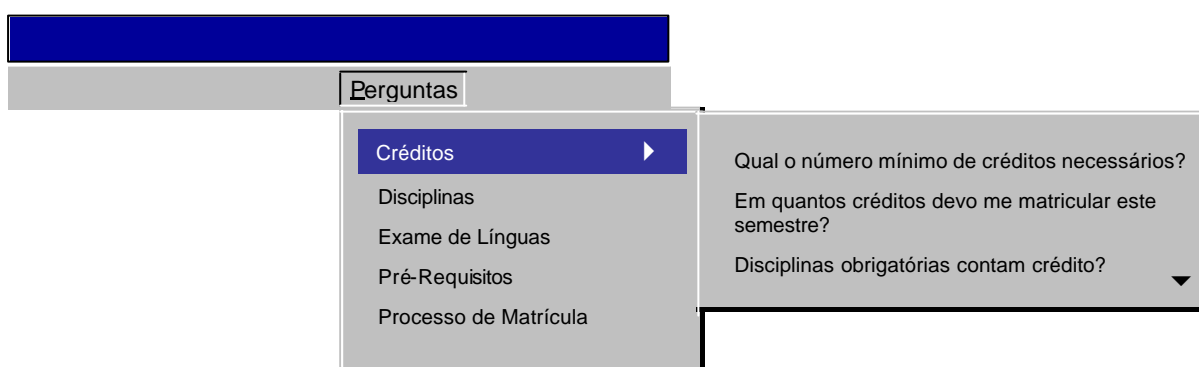 Perguntas
Créditos
Disciplinas
Exame de Línguas
Pré-Requisitos
Processo de Matrícula
Qual o número mínimo de créditos necessários?
Em quantos créditos devo me matricular este
semestre?
Disciplinas obrigatórias contam crédito?